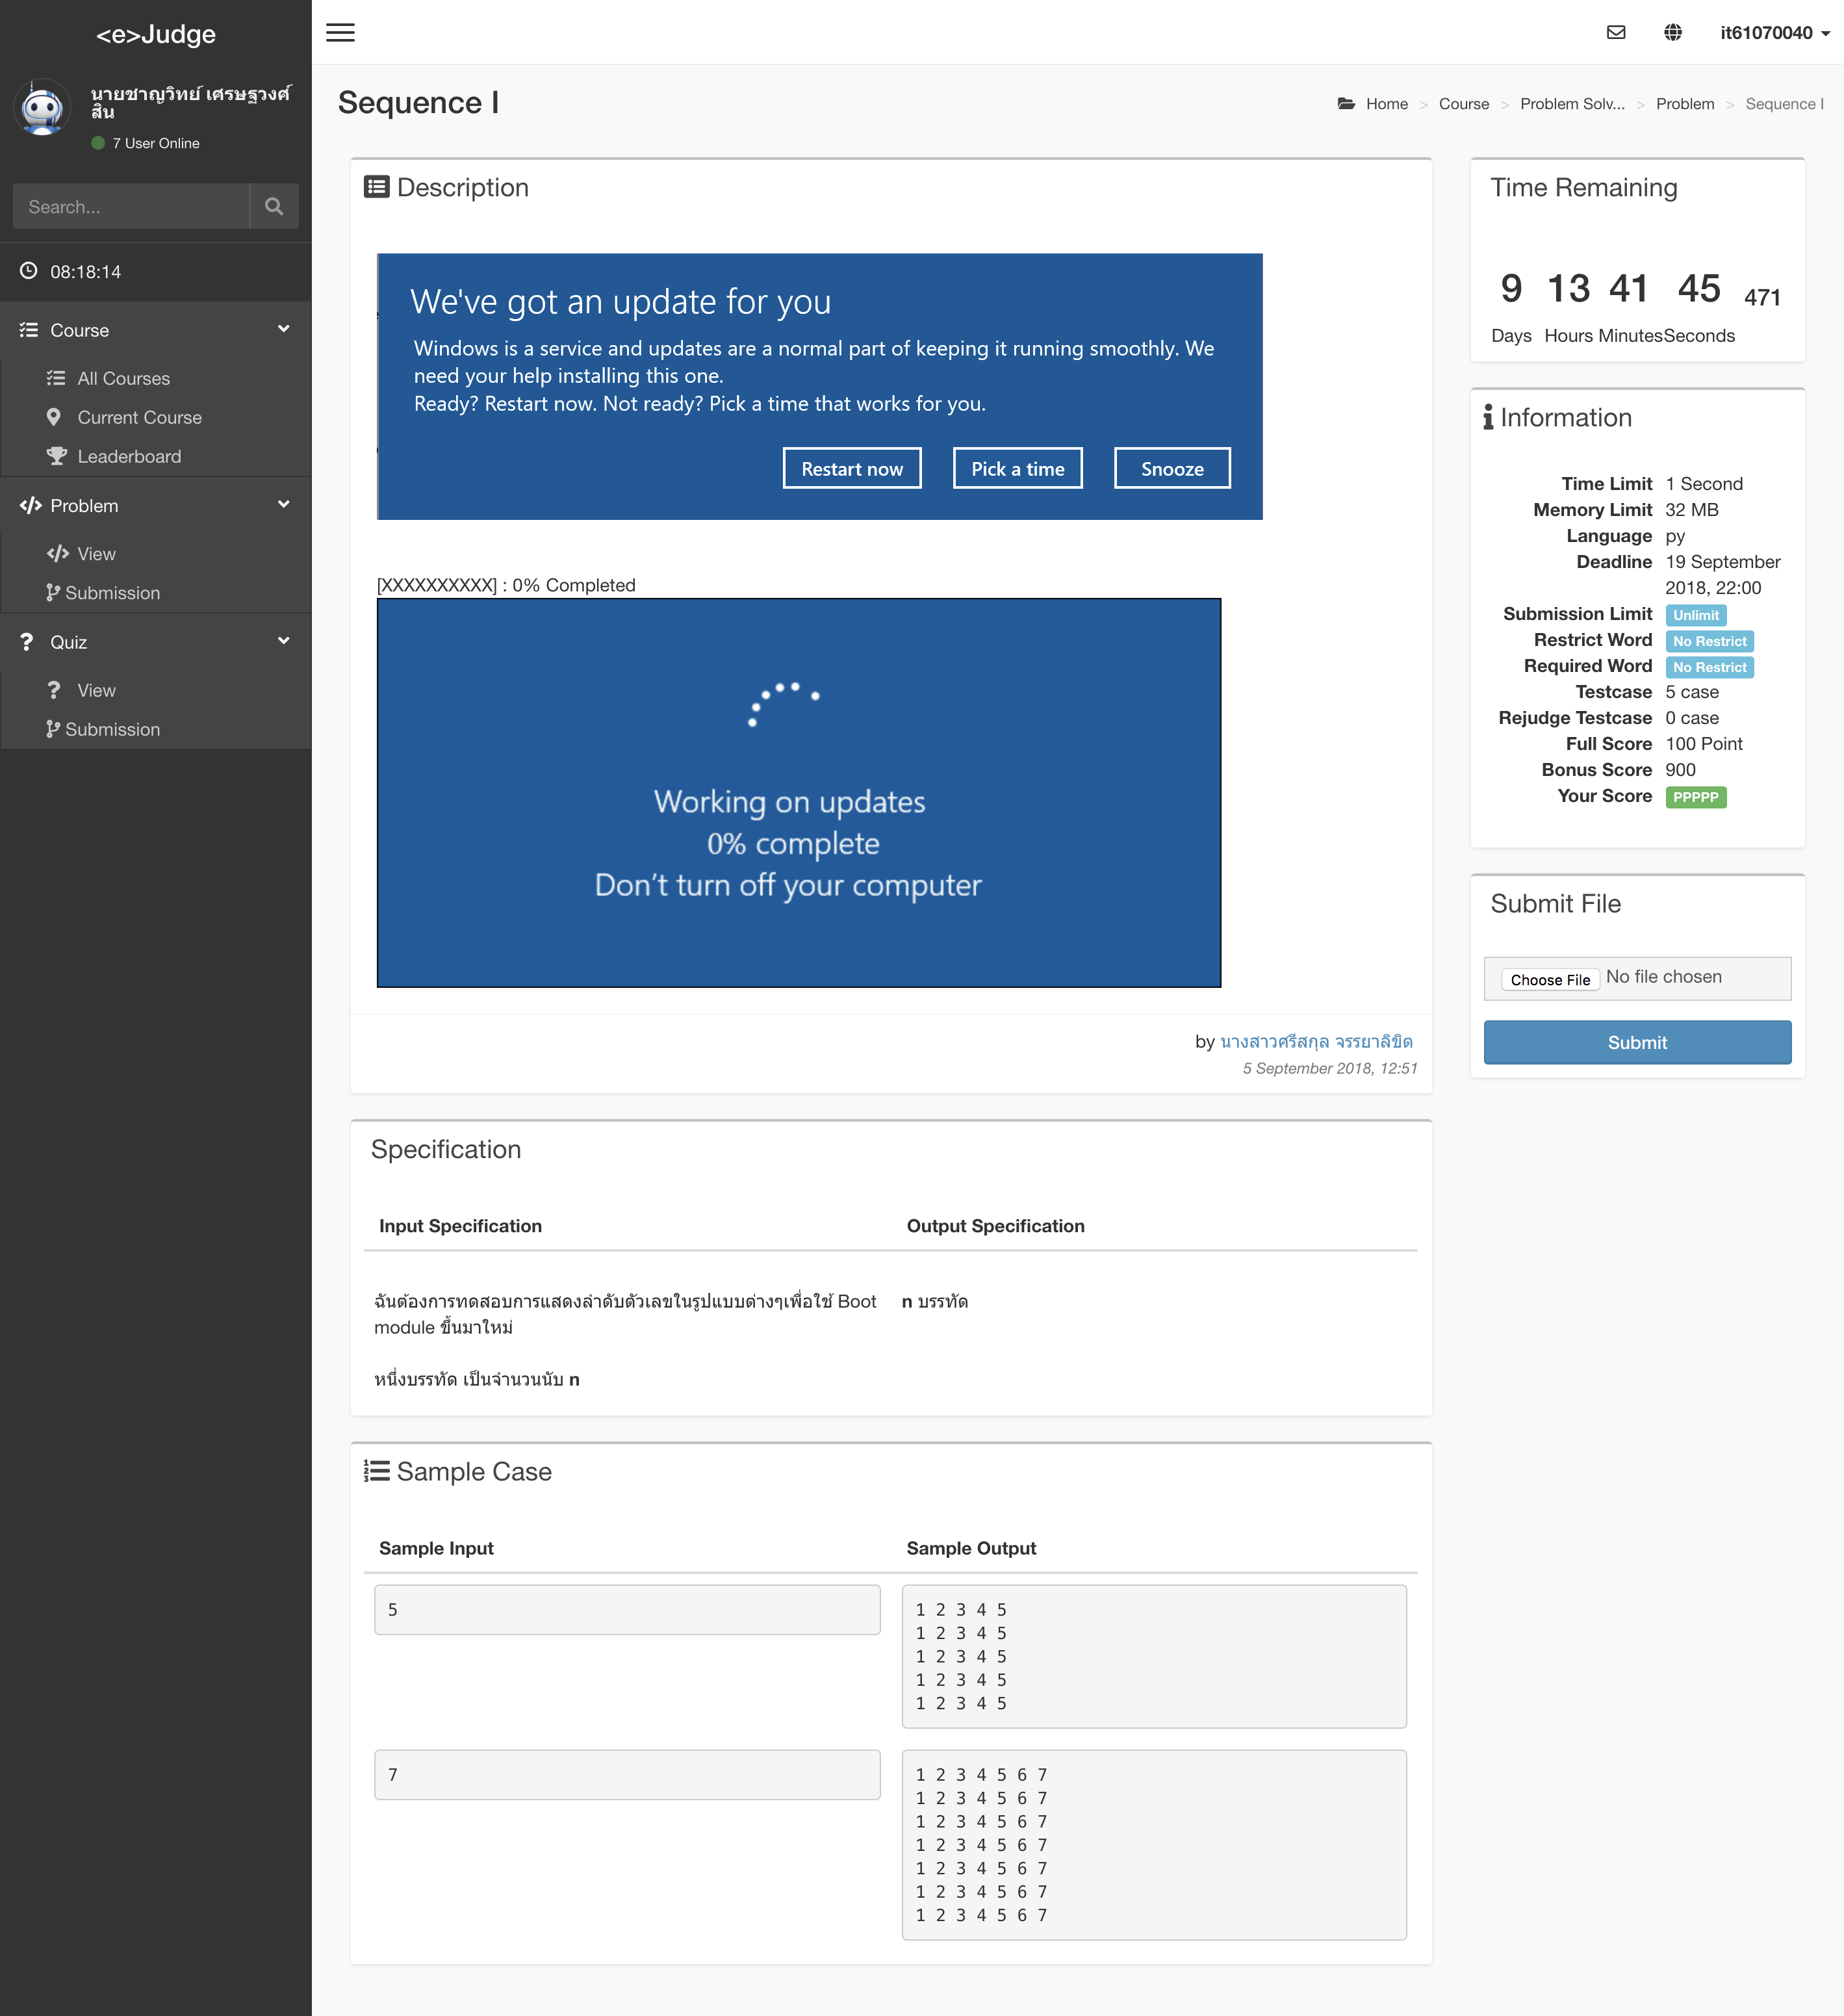 <e>Judge
นายชาญวิทย์ เศรษฐวงศ์
สิน
7 User Online
Search...
08:18:14
Course
All Courses
Current Course
Leaderboard
Problem
View
Submission
Quiz
View
Submission
it61070040
Sequence I
Home > Course > Problem Solv... > Problem > Sequence I
Description
We've got an update for you
Windows is a service and updates are a normal part of keeping it running smoothly. We
need your help installing this one.
Ready? Restart now. Not ready? Pick a time that works for you.
Restart now Pick a time Snooze
[XXXXXXXXXX] : 0% Completed
Working on updates
0% complete
Don't turn off your computer
by นางสาวศรีสกุล จรรยาลิขิต
5 September 2018, 12:51
Specification
Input Specification Output Specification
ฉันต้องการทดสอบการแสดงลำดับตัวเลขในรูปแบบต่างๆเพื่อใช้ Boot
module ขึ้นมาใหม่
หนึ่งบรรทัด เป็นจำนวนนับ n
n บรรทัด
Sample Case
Sample Input Sample Output
5
1 2 3 4 5
1 2 3 4 5
1 2 3 4 5
1 2 3 4 5
1 2 3 4 5
7
1 2 3 4 5 6 7
1 2 3 4 5 6 7
1 2 3 4 5 6 7
1 2 3 4 5 6 7
1 2 3 4 5 6 7
1 2 3 4 5 6 7
1 2 3 4 5 6 7
Time Remaining
9 13 41 45 471
Days Hours Minutes Seconds
Information
Time Limit 1 Second
Memory Limit 32 MB
Language py
Deadline 19 September
2018, 22:00
Submission Limit Unlimit
Restrict Word No Restrict
Required Word No Restrict
Testcase 5 case
Rejudge Testcase 0 case
Full Score 100 Point
Bonus Score 900
Your Score PPPPP
Submit File
Choose File No file chosen
Submit